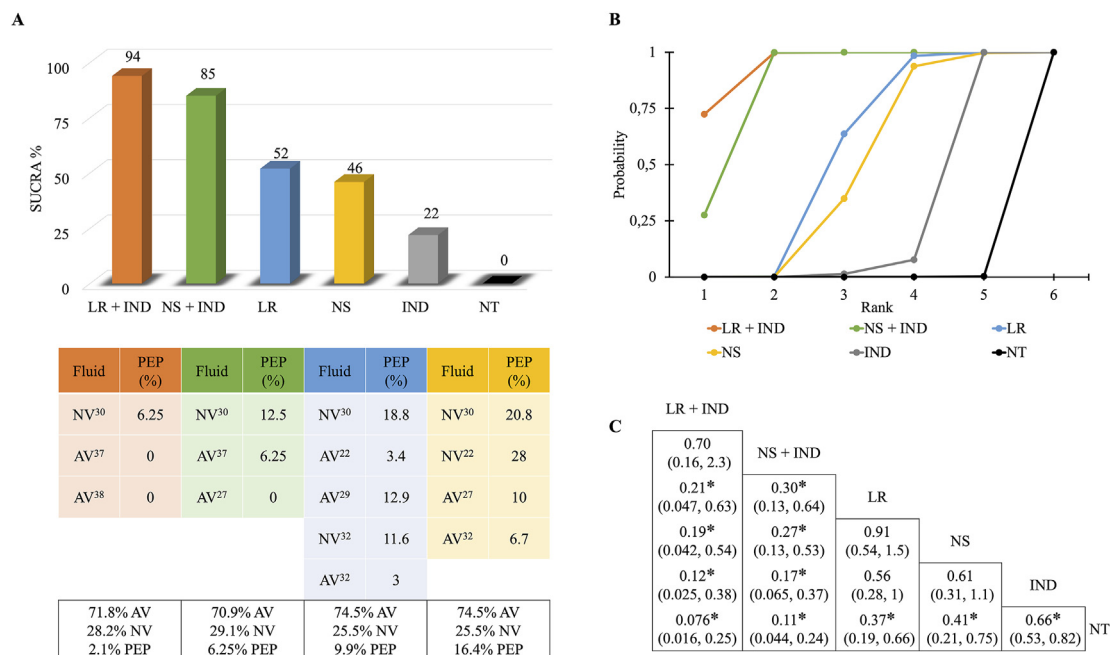 A
94
85
52
46
22
0
100
75
50
25
0
SUCRA %
LR + IND
NS + IND
LR
NS
IND
NT
Fluid PEP (%) Fluid PEP (%) Fluid PEP (%) Fluid PEP (%)
NV³⁰ 6.25 NV³⁰ 12.5 NV³⁰ 18.8 NV³⁰ 20.8
AV³⁷ 0 AV³⁷ 6.25 AV²² 3.4 NV²² 28
AV³⁸ 0 AV²⁷ 0 AV²⁹ 12.9 AV²⁷ 10
NV³² 11.6 AV³² 6.7
AV³² 3
71.8% AV 70.9% AV 74.5% AV 74.5% AV
28.2% NV 29.1% NV 25.5% NV 25.5% NV
2.1% PEP 6.25% PEP 9.9% PEP 16.4% PEP
B
1
0,75
0,5
0,25
0
Probability
1 2 3 4 5 6
Rank
LR + IND NS + IND LR
NS IND NT
C
LR + IND
0.70
(0.16, 2.3)
NS + IND
0.21* 0.30*
(0.047, 0.63) (0.13, 0.64)
LR
0.19* 0.27* 0.91
(0.042, 0.54) (0.13, 0.53) (0.54, 1.5)
NS
0.12* 0.17* 0.56 0.61
(0.025, 0.38) (0.065, 0.37) (0.28, 1) (0.31, 1.1)
IND
0.076* 0.11* 0.37* 0.41* 0.66*
(0.016, 0.25) (0.044, 0.24) (0.19, 0.66) (0.21, 0.75) (0.53, 0.82)
NT